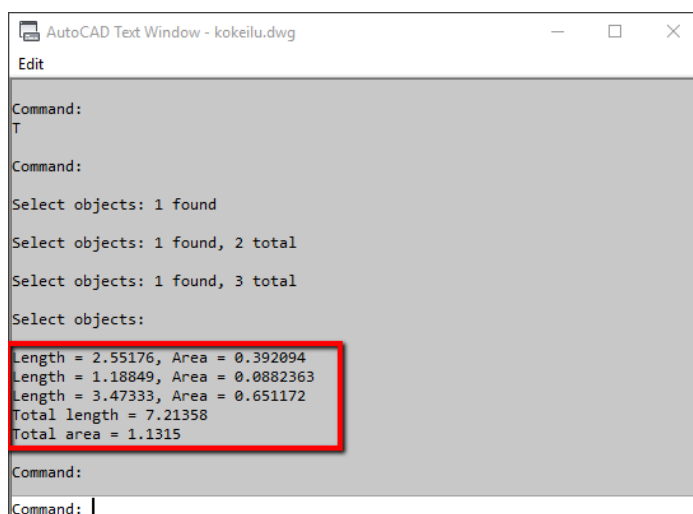 AutoCAD Text Window - kokeilu.dwg
Edit
Command:
T
Command:
Select objects: 1 found
Select objects: 1 found, 2 total
Select objects: 1 found, 3 total
Select objects:
Length = 2.55176, Area = 0.392094
Length = 1.18849, Area = 0.0882363
Length = 3.47333, Area = 0.651172
Total length = 7.21358
Total area = 1.1315
Command:
Command: